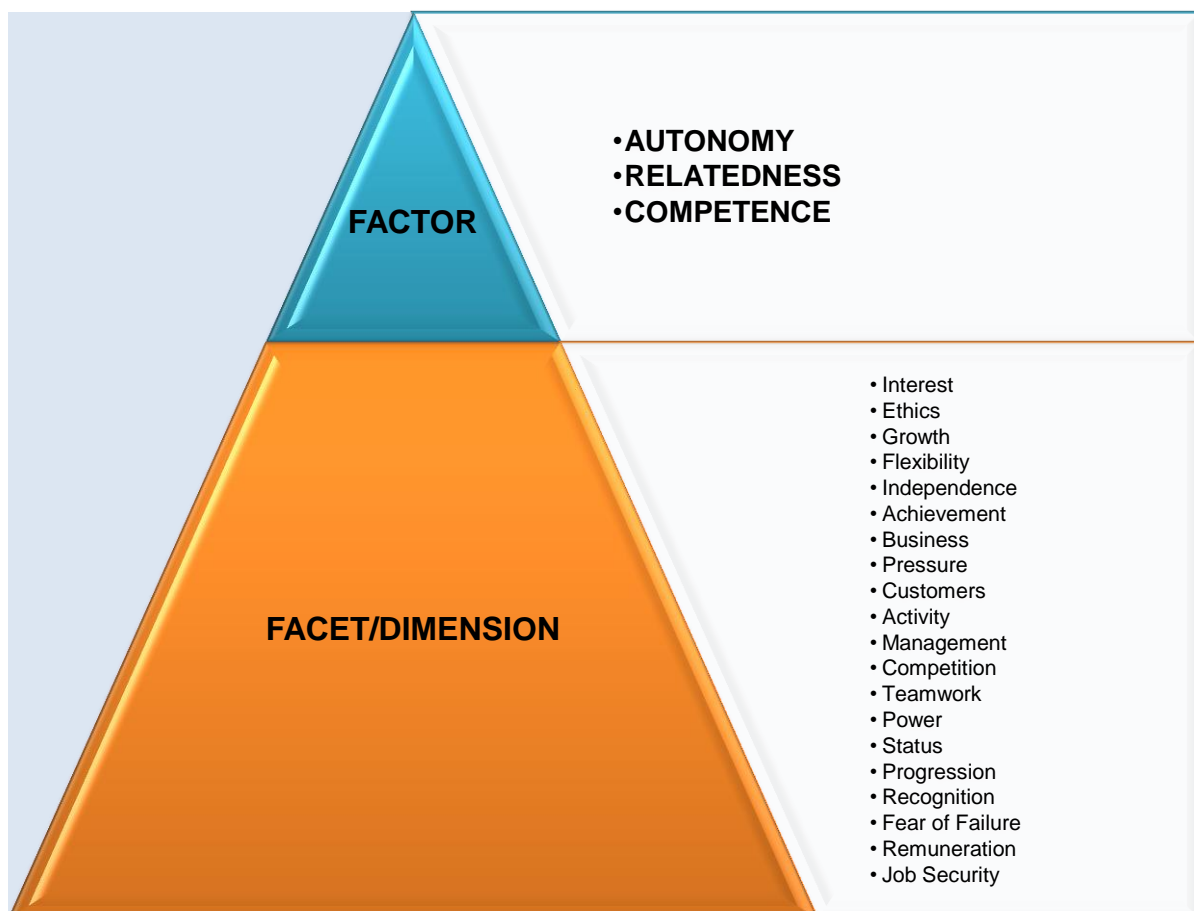 FACTOR
•AUTONOMY
•RELATEDNESS
•COMPETENCE
FACET/DIMENSION
• Interest
• Ethics
• Growth
• Flexibility
• Independence
• Achievement
• Business
• Pressure
• Customers
• Activity
• Management
• Competition
• Teamwork
• Power
• Status
• Progression
• Recognition
• Fear of Failure
• Remuneration
• Job Security